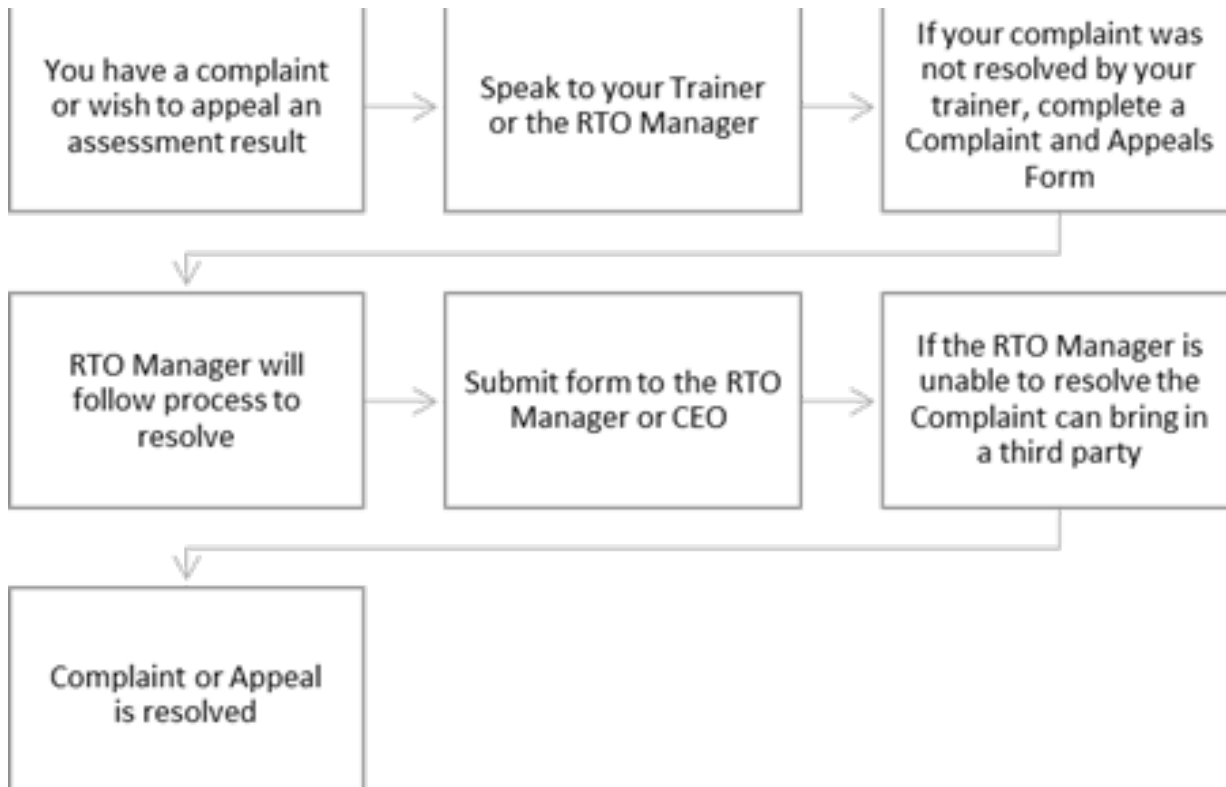 You have a complaint
or wish to appeal an
assessment result
Speak to your Trainer
or the RTO Manager
If your complaint was
not resolved by your
trainer, complete a
Complaint and Appeals
Form
RTO Manager will
follow process to
resolve
Submit form to the RTO
Manager or CEO
If the RTO Manager is
unable to resolve the
Complaint can bring in
a third party
Complaint or Appeal
is resolved